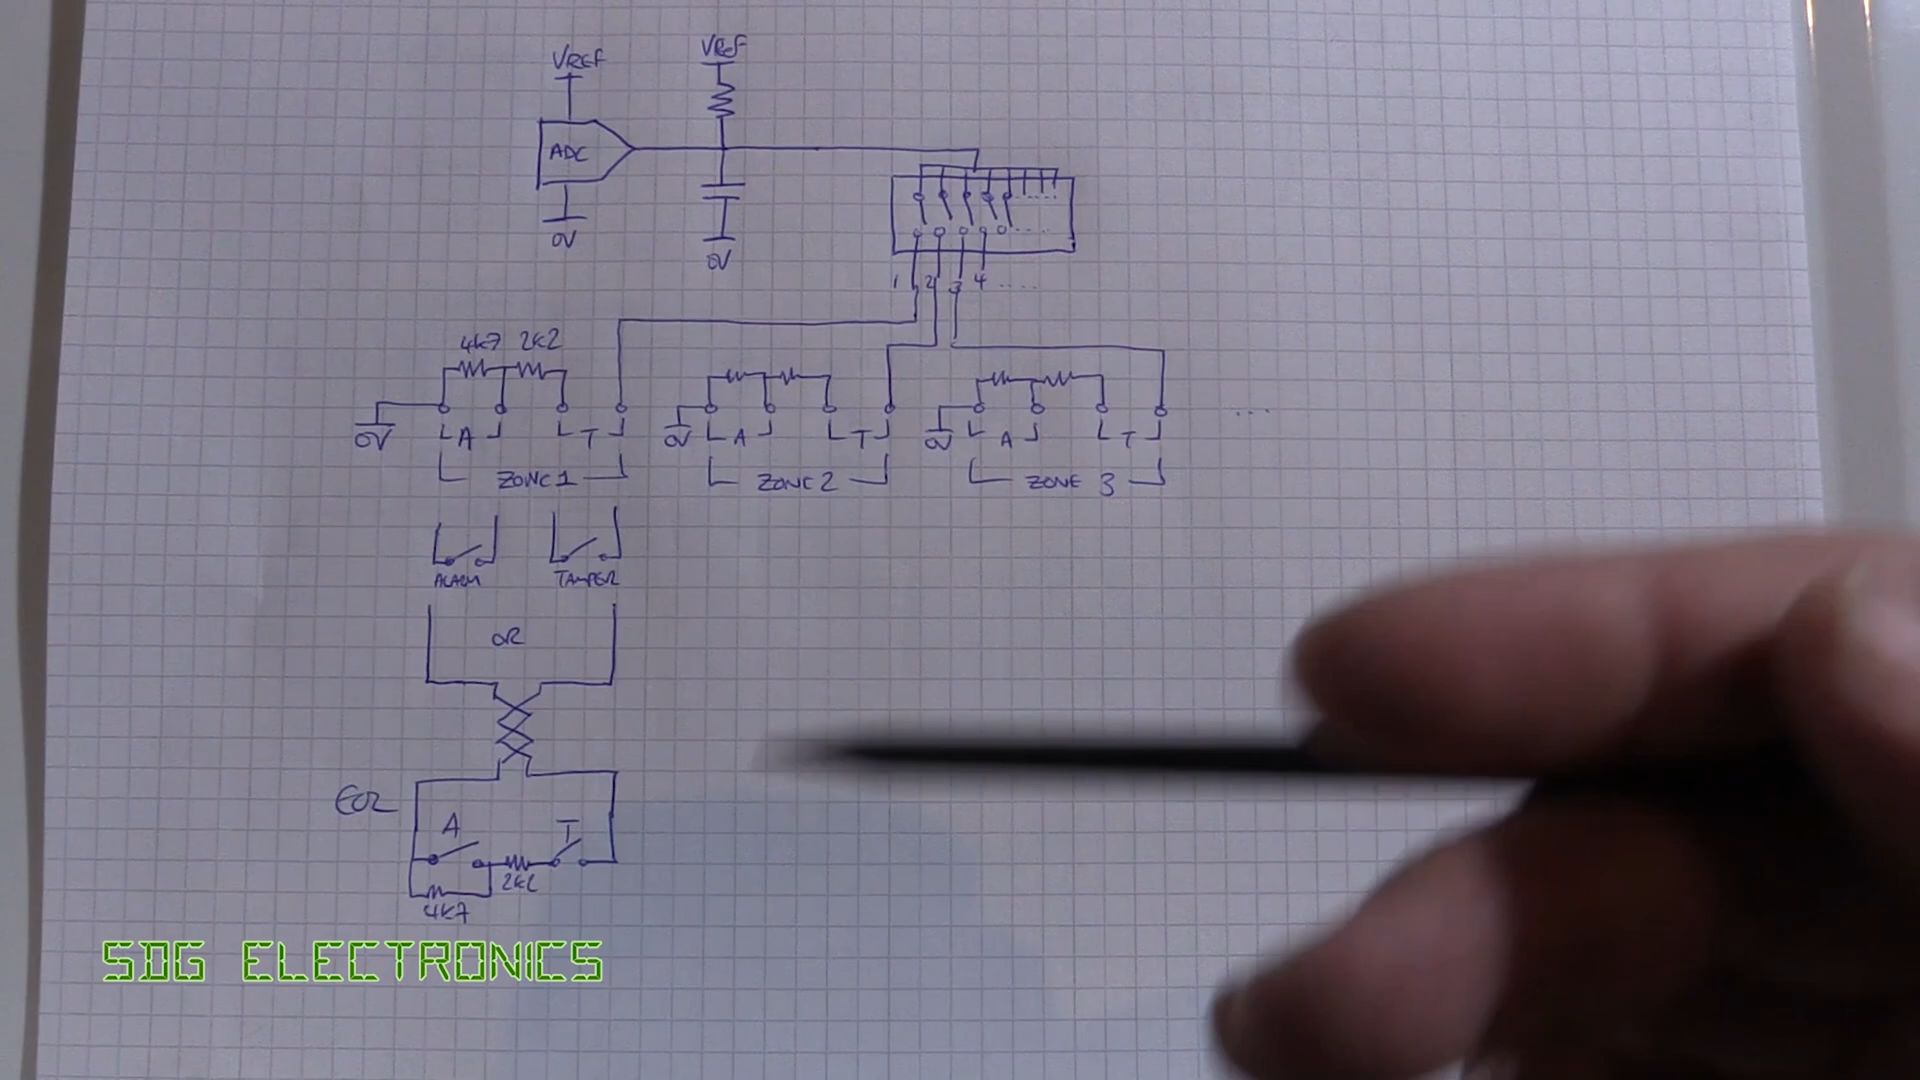 VREF
VREF
ADC
0V
0V
1 2 3 4 ....
4k7 2k2
0V A T
0V A T
0V A T
...
ZONE 1
ZONE 2
ZONE 3
ALARM
TAMPER
OR
EOL
A
T
2k2
4k7
SDG ELECTRONICS